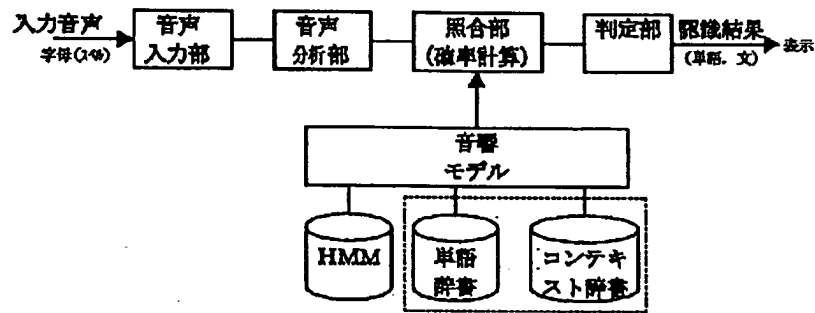 入力音声
音声
入力部
音声
分析部
照合部
(確率計算)
判定部
認識結果
(単語、文)
表示
音響
モデル
HMM
単語
辞書
コンテキ
スト辞書